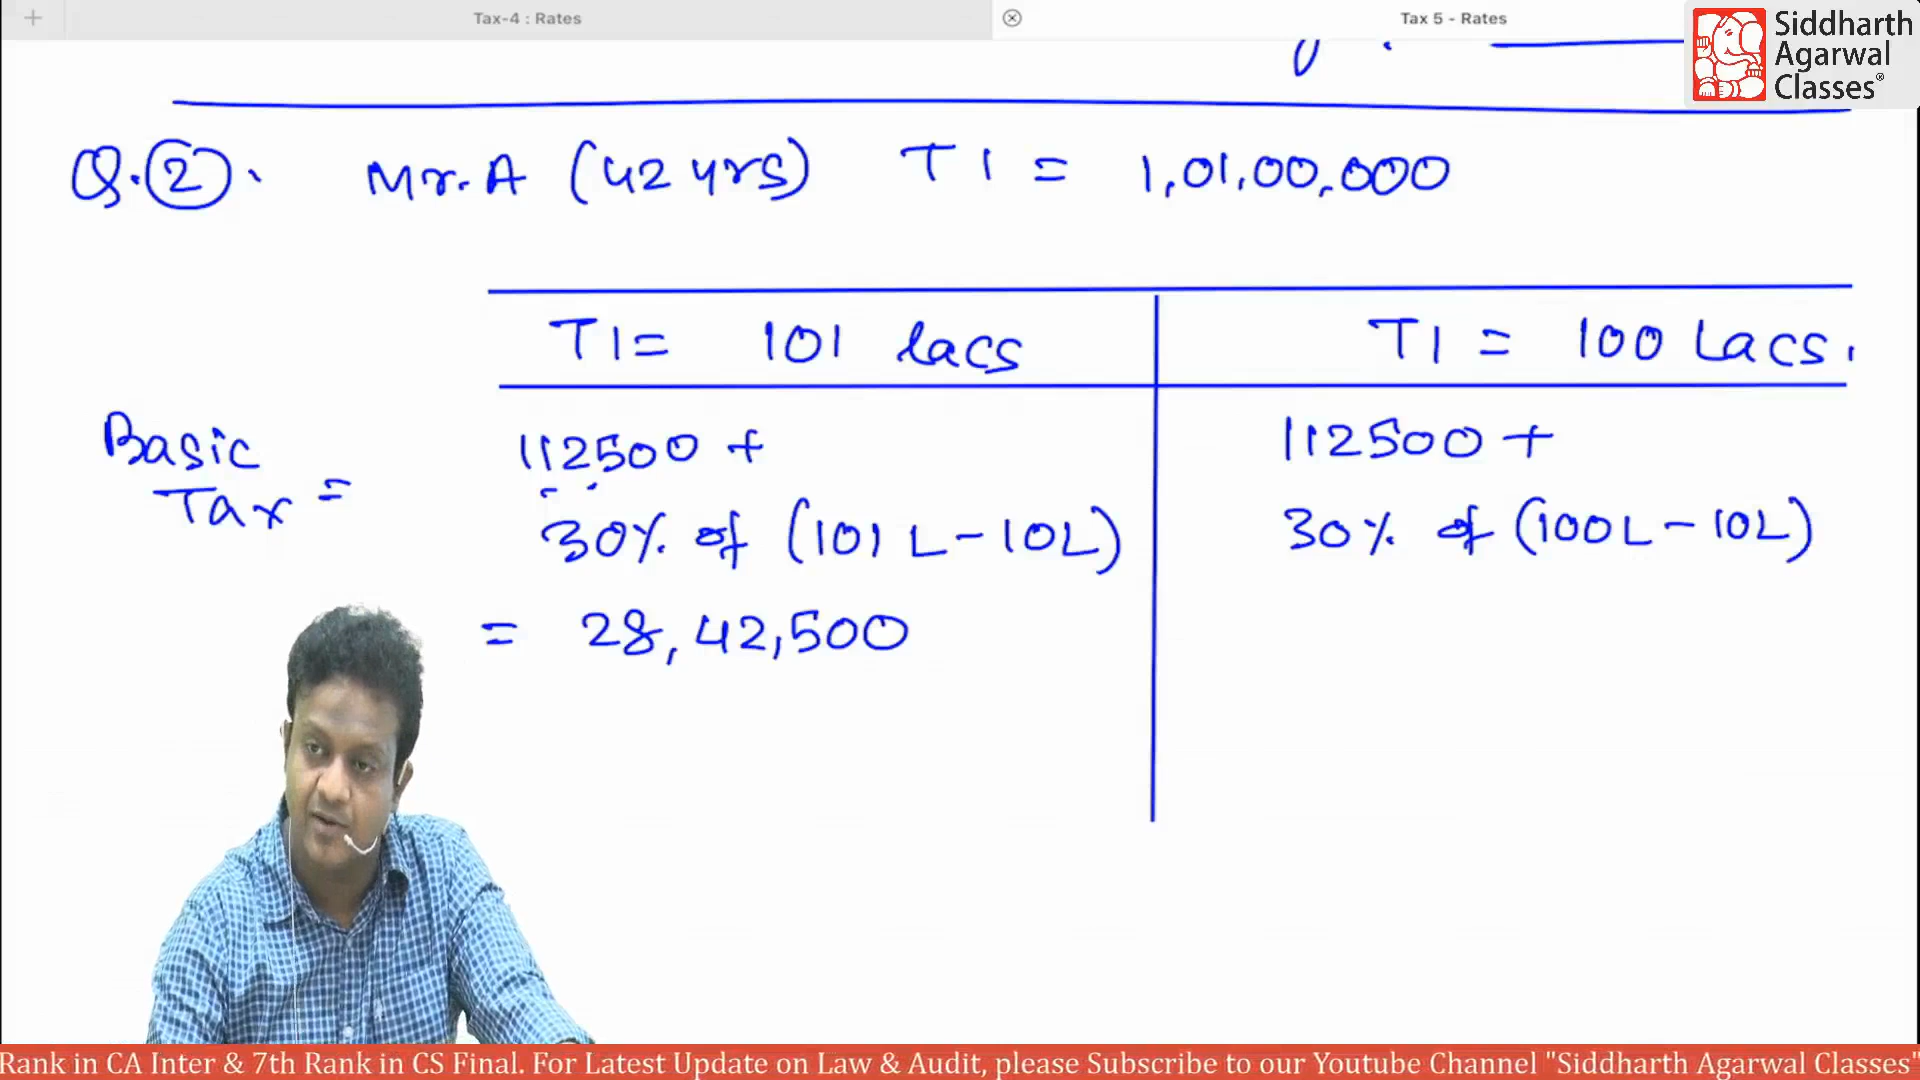 Tax-4 : Rates
Tax 5 - Rates
Siddharth
Agarwal
Classes®
Q.2. Mr. A (42 yrs) TI = 1,01,00,000
TI = 101 lacs
TI = 100 Lacs.
Basic
Tax =
112500 +
30% of (101 L - 10L)
= 28,42,500
112500 +
30% of (100L - 10L)
Rank in CA Inter & 7th Rank in CS Final. For Latest Update on Law & Audit, please Subscribe to our Youtube Channel "Siddharth Agarwal Classes"